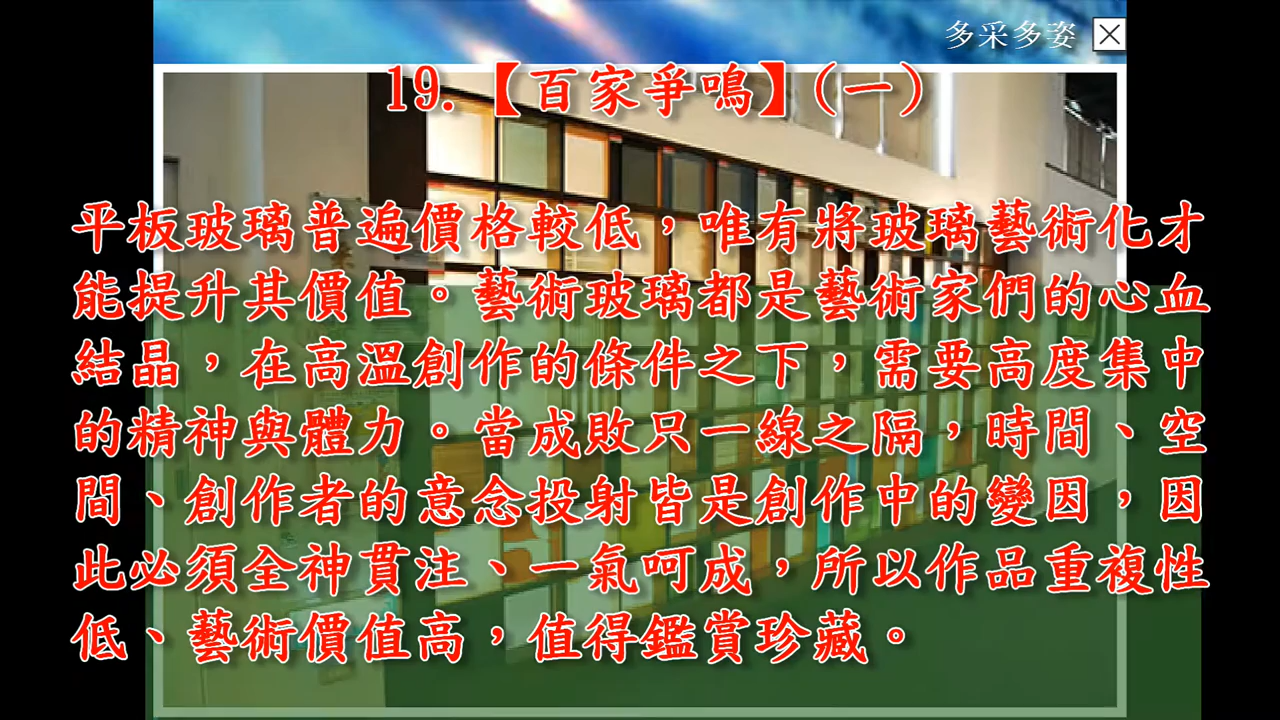 多采多姿
19.【百家爭鳴】(一)
平板玻璃普遍價格較低，唯有將玻璃藝術化才
能提升其價值。藝術玻璃都是藝術家們的心血
結晶，在高溫創作的條件之下，需要高度集中
的精神與體力。當成敗只一線之隔，時間、空
間、創作者的意念投射皆是創作中的變因，因
此必須全神貫注、一氣呵成，所以作品重複性
低、藝術價值高，值得鑑賞珍藏。